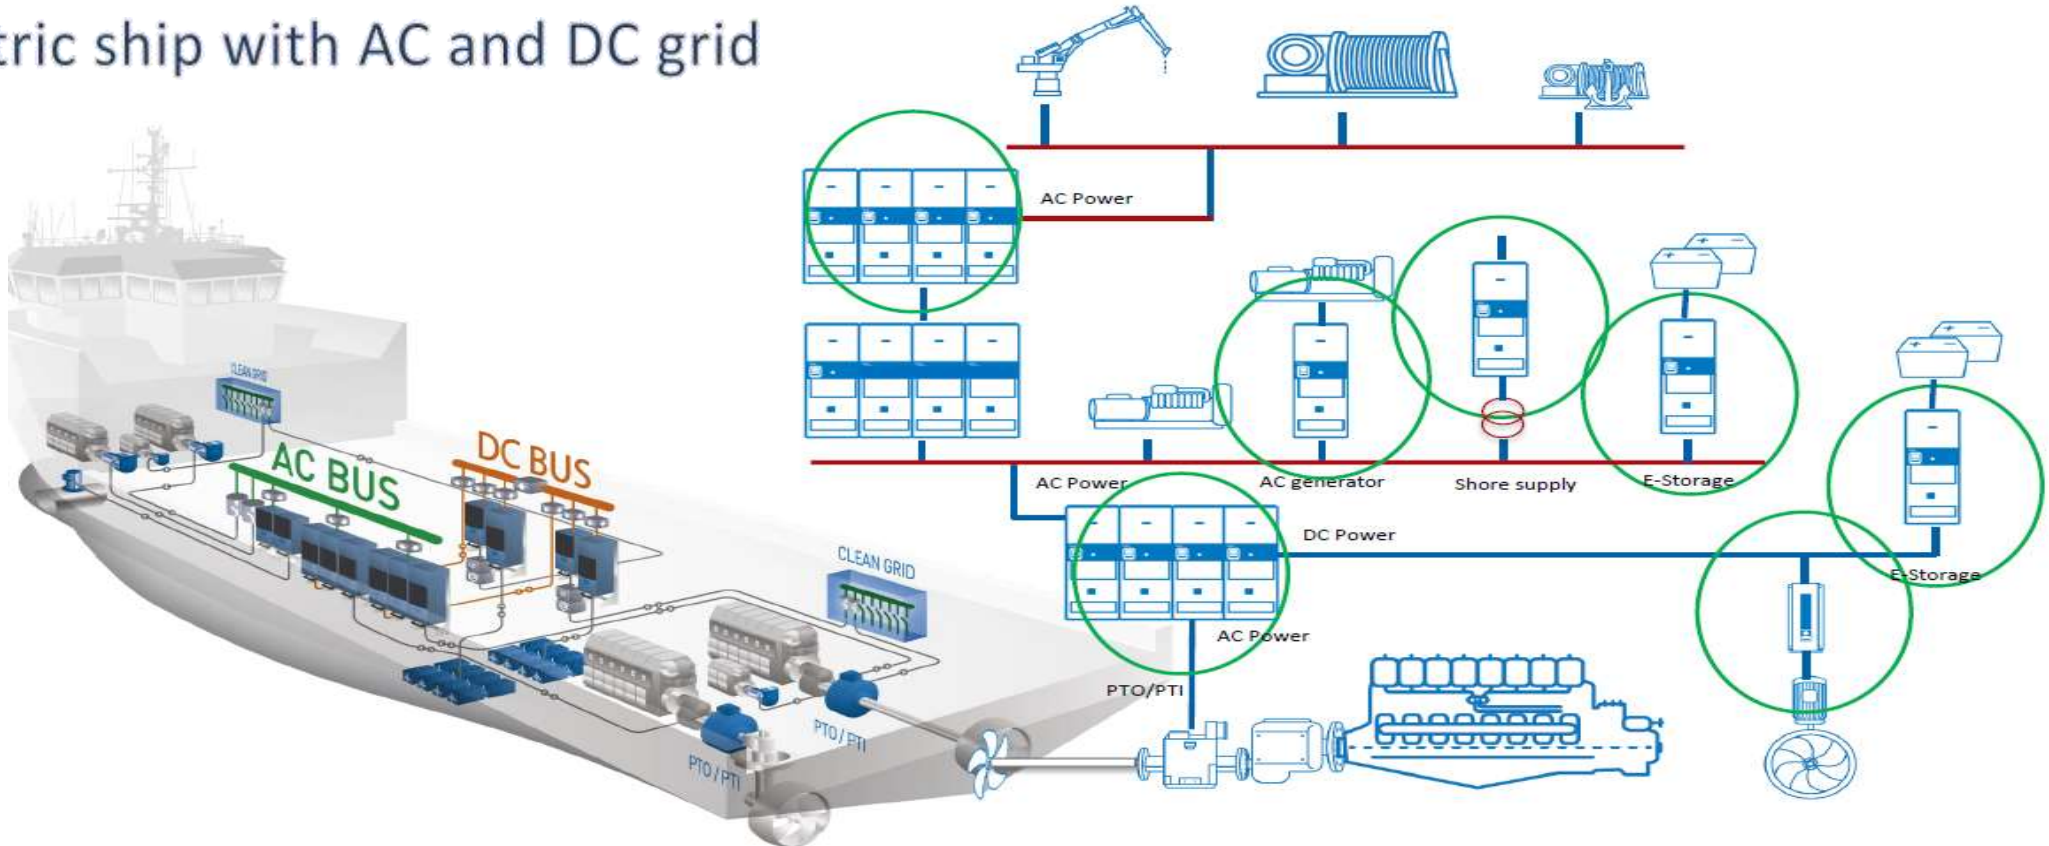 tric ship with AC and DC grid
AC Power
CLEAN GRID
AC BUS
DC BUS
AC Power
AC generator
Shore supply
E-Storage
DC Power
E-Storage
CLEAN GRID
AC Power
PTO/PTI
PTO / PTI
PTO / PTI